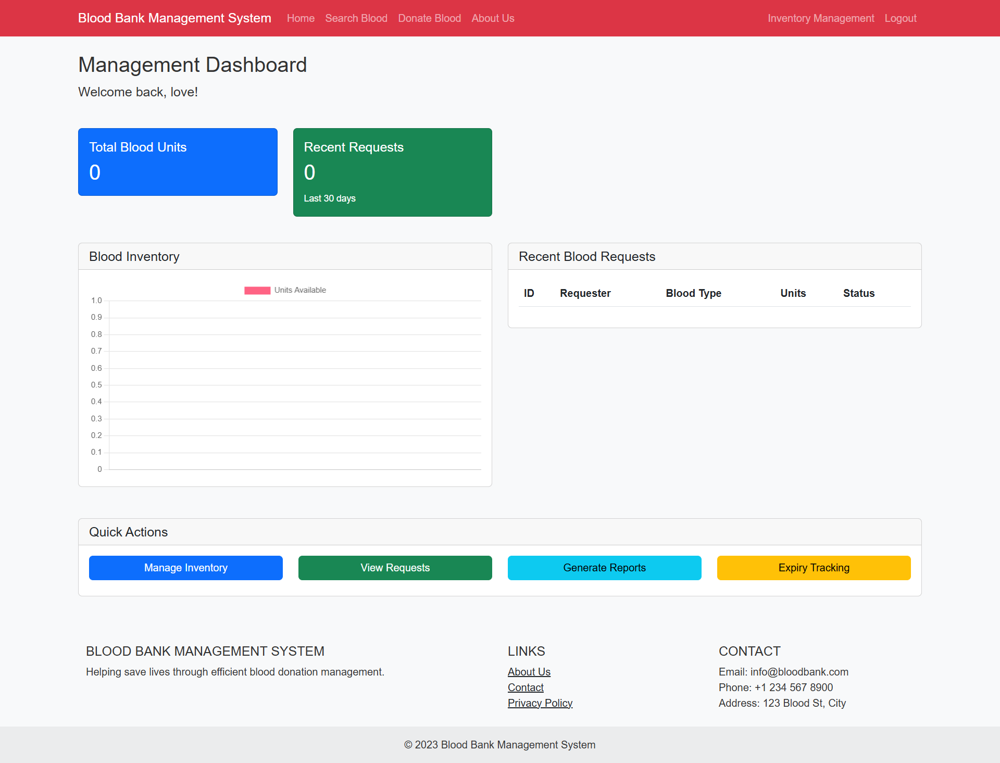 Blood Bank Management System Home Search Blood Donate Blood About Us Inventory Management Logout
Management Dashboard
Welcome back, love!
Total Blood Units
0
Recent Requests
0
Last 30 days
Blood Inventory
Units Available
1.0
0.9
0.8
0.7
0.6
0.5
0.4
0.3
0.2
0.1
0
Recent Blood Requests
ID Requester Blood Type Units Status
Quick Actions
Manage Inventory View Requests Generate Reports Expiry Tracking
BLOOD BANK MANAGEMENT SYSTEM
Helping save lives through efficient blood donation management.
LINKS
About Us
Contact
Privacy Policy
CONTACT
Email: info@bloodbank.com
Phone: +1 234 567 8900
Address: 123 Blood St, City
© 2023 Blood Bank Management System